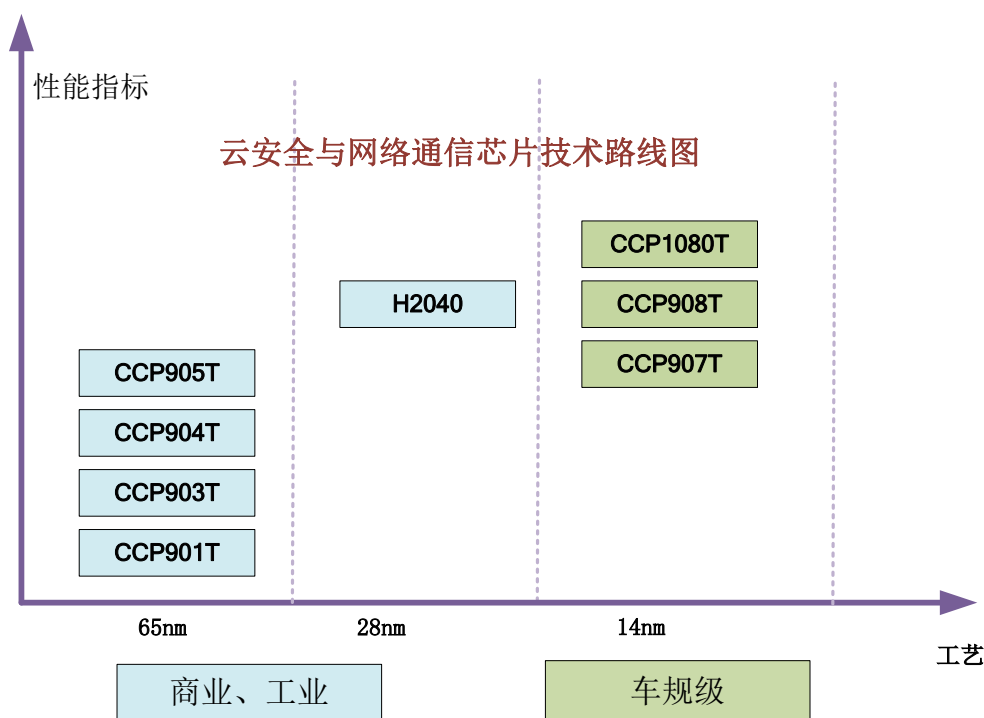 性能指标
云安全与网络通信芯片技术路线图
CCP1080T
H2040
CCP908T
CCP905T
CCP907T
CCP904T
CCP903T
CCP901T
65nm
28nm
14nm
工艺
商业、工业
车规级